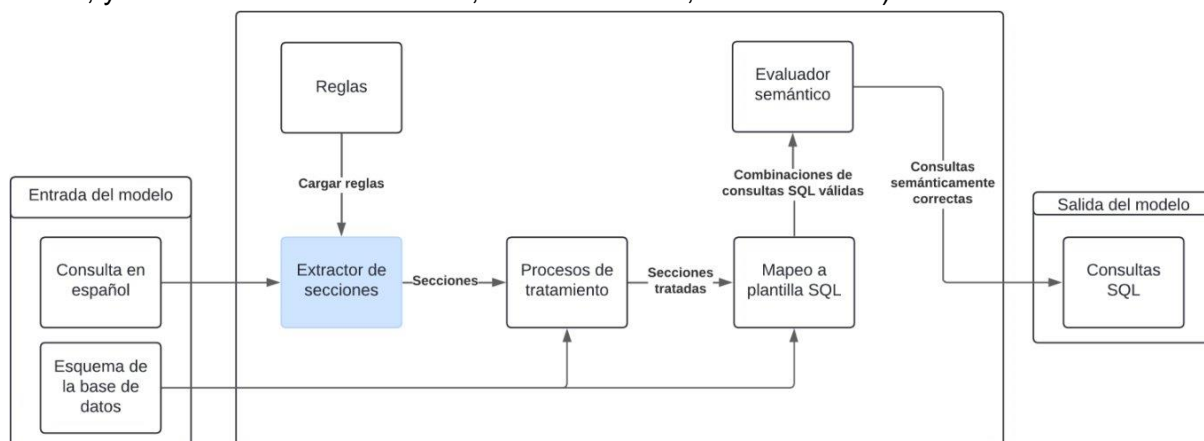 Reglas
Evaluador
semántico
Cargar reglas
Combinaciones de
consultas SQL válidas
Consultas
semánticamente
correctas
Entrada del modelo
Salida del modelo
Consulta en
español
Extractor de
secciones
Secciones
Procesos de
tratamiento
Secciones
tratadas
Mapeo a
plantilla SQL
Consultas
SQL
Esquema de
la base de
datos